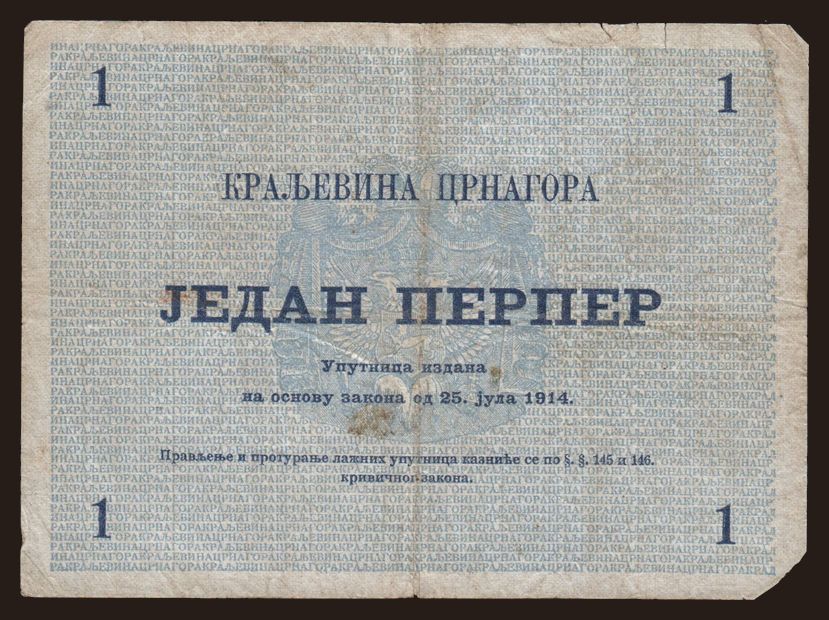 1 1
КРАЉЕВИНА ЦРНАГОРА
ЈЕДАН ПЕРПЕР
Упутница издана
на основу закона од 25. јула 1914.
Прављење и протурање лажних упутница казниће се по §. §. 145 и 146.
кривичног закона.
1 1